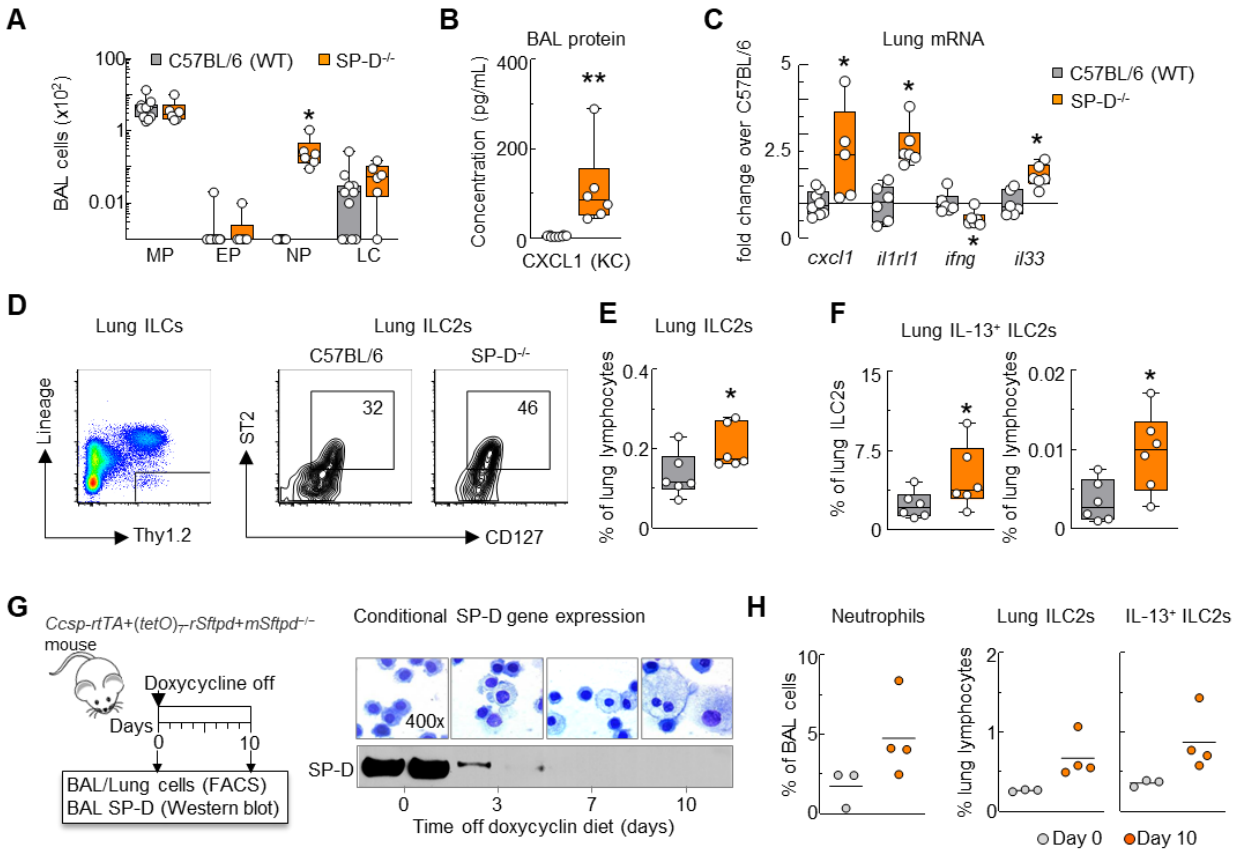 A
C57BL/6 (WT) SP-D-/-
BAL cells (x10²)
100
1
0.01
*
MP EP NP LC
B
BAL protein
Concentration (pg/mL)
400
200
0
**
CXCL1 (KC)
C
Lung mRNA
fold change over C57BL/6
5
2.5
0
* * * *
C57BL/6 (WT)
SP-D-/-
cxcl1 il1rl1 ifng il33
D
Lung ILCs
Lineage
Thy1.2
Lung ILC2s
C57BL/6 SP-D-/-
ST2
32 46
CD127
E
Lung ILC2s
% of lung lymphocytes
0.4
0.2
0
*
F
Lung IL-13⁺ ILC2s
% of lung ILC2s
15
7.5
0
*
% of lung lymphocytes
0.02
0.01
0
*
G
Ccsp-rtTA+(tetO)7-rSftpd+mSftpd-/-
mouse
Doxycycline off
Days
0 10
BAL/Lung cells (FACS)
BAL SP-D (Western blot)
Conditional SP-D gene expression
400x
SP-D
0 3 7 10
Time off doxycyclin diet (days)
H
Neutrophils
% of BAL cells
10
5
0
Lung ILC2s IL-13⁺ ILC2s
% lung lymphocytes
2
1
0
Day 0 Day 10